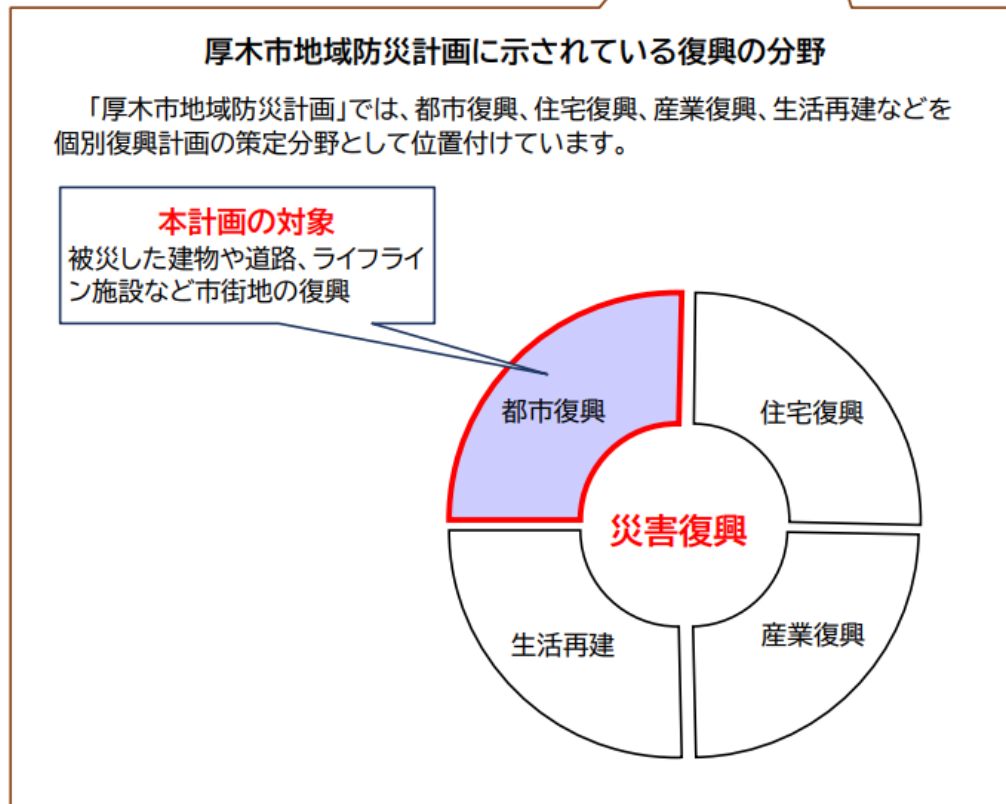 厚木市地域防災計画に示されている復興の分野
「厚木市地域防災計画」では、都市復興、住宅復興、産業復興、生活再建などを
個別復興計画の策定分野として位置付けています。
本計画の対象
被災した建物や道路、ライフライ
ン施設など市街地の復興
都市復興
住宅復興
災害復興
生活再建
産業復興